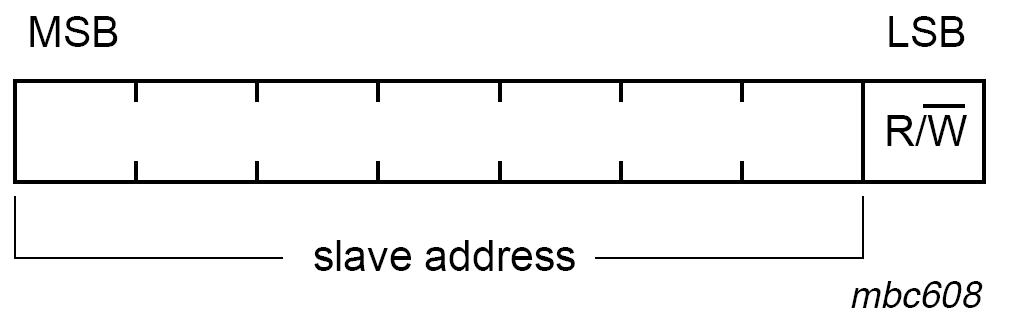 MSB LSB
R/W̅
slave address
mbc608